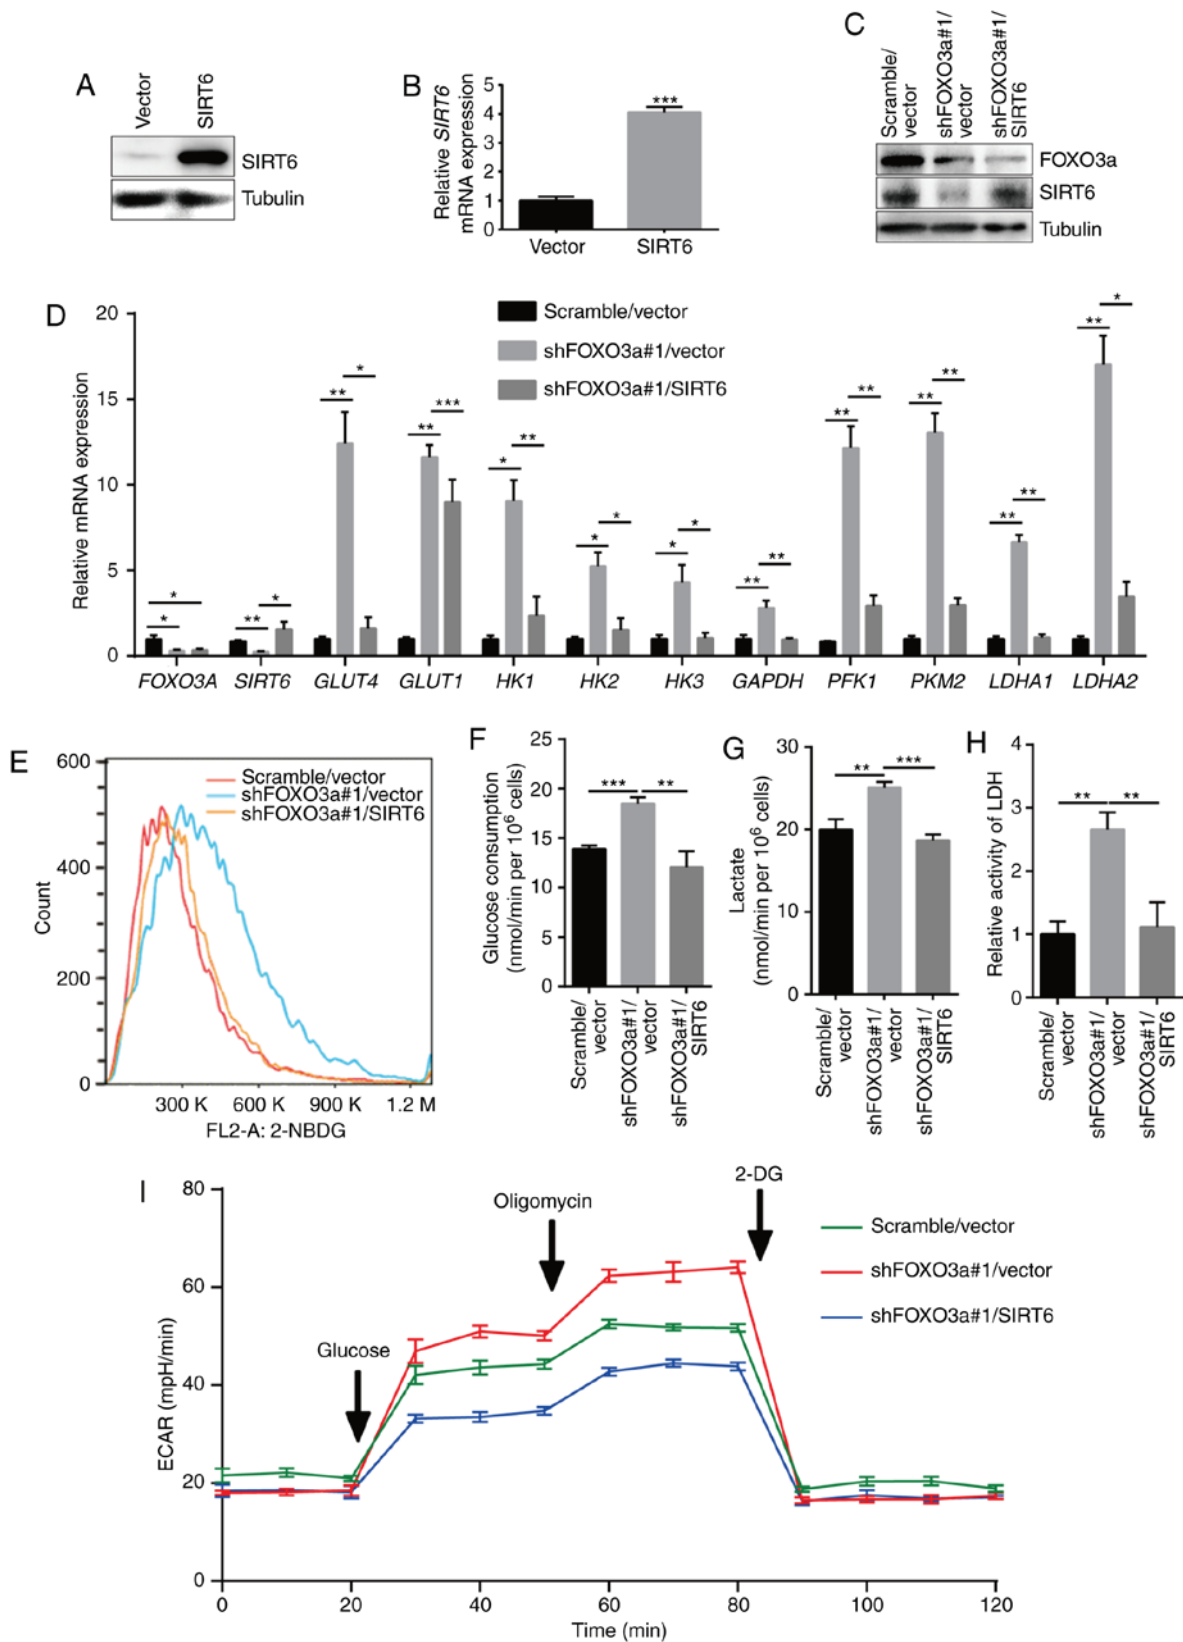 A
Vector
SIRT6
SIRT6
Tubulin
B
Relative SIRT6
mRNA expression
5
4
3
2
1
0
***
Vector
SIRT6
C
Scramble/
vector
shFOXO3a#1/
vector
shFOXO3a#1/
SIRT6
FOXO3a
SIRT6
Tubulin
D
Relative mRNA expression
20
15
10
5
0
Scramble/vector
shFOXO3a#1/vector
shFOXO3a#1/SIRT6
* *
** *
** *
** ***
* **
* *
* *
** **
** **
** **
** **
** *
FOXO3A SIRT6 GLUT4 GLUT1 HK1 HK2 HK3 GAPDH PFK1 PKM2 LDHA1 LDHA2
E
Count
600
400
200
0
Scramble/vector
shFOXO3a#1/vector
shFOXO3a#1/SIRT6
300 K 600 K 900 K 1.2 M
FL2-A: 2-NBDG
F
Glucose consumption
(nmol/min per 10⁶ cells)
25
20
15
10
5
0
*** **
Scramble/
vector
shFOXO3a#1/
vector
shFOXO3a#1/
SIRT6
G
Lactate
(nmol/min per 10⁶ cells)
30
20
10
0
** ***
Scramble/
vector
shFOXO3a#1/
vector
shFOXO3a#1/
SIRT6
H
Relative activity of LDH
4
3
2
1
0
** **
Scramble/
vector
shFOXO3a#1/
vector
shFOXO3a#1/
SIRT6
I
ECAR (mpH/min)
80
60
40
20
0
Glucose
Oligomycin
2-DG
Scramble/vector
shFOXO3a#1/vector
shFOXO3a#1/SIRT6
0 20 40 60 80 100 120
Time (min)